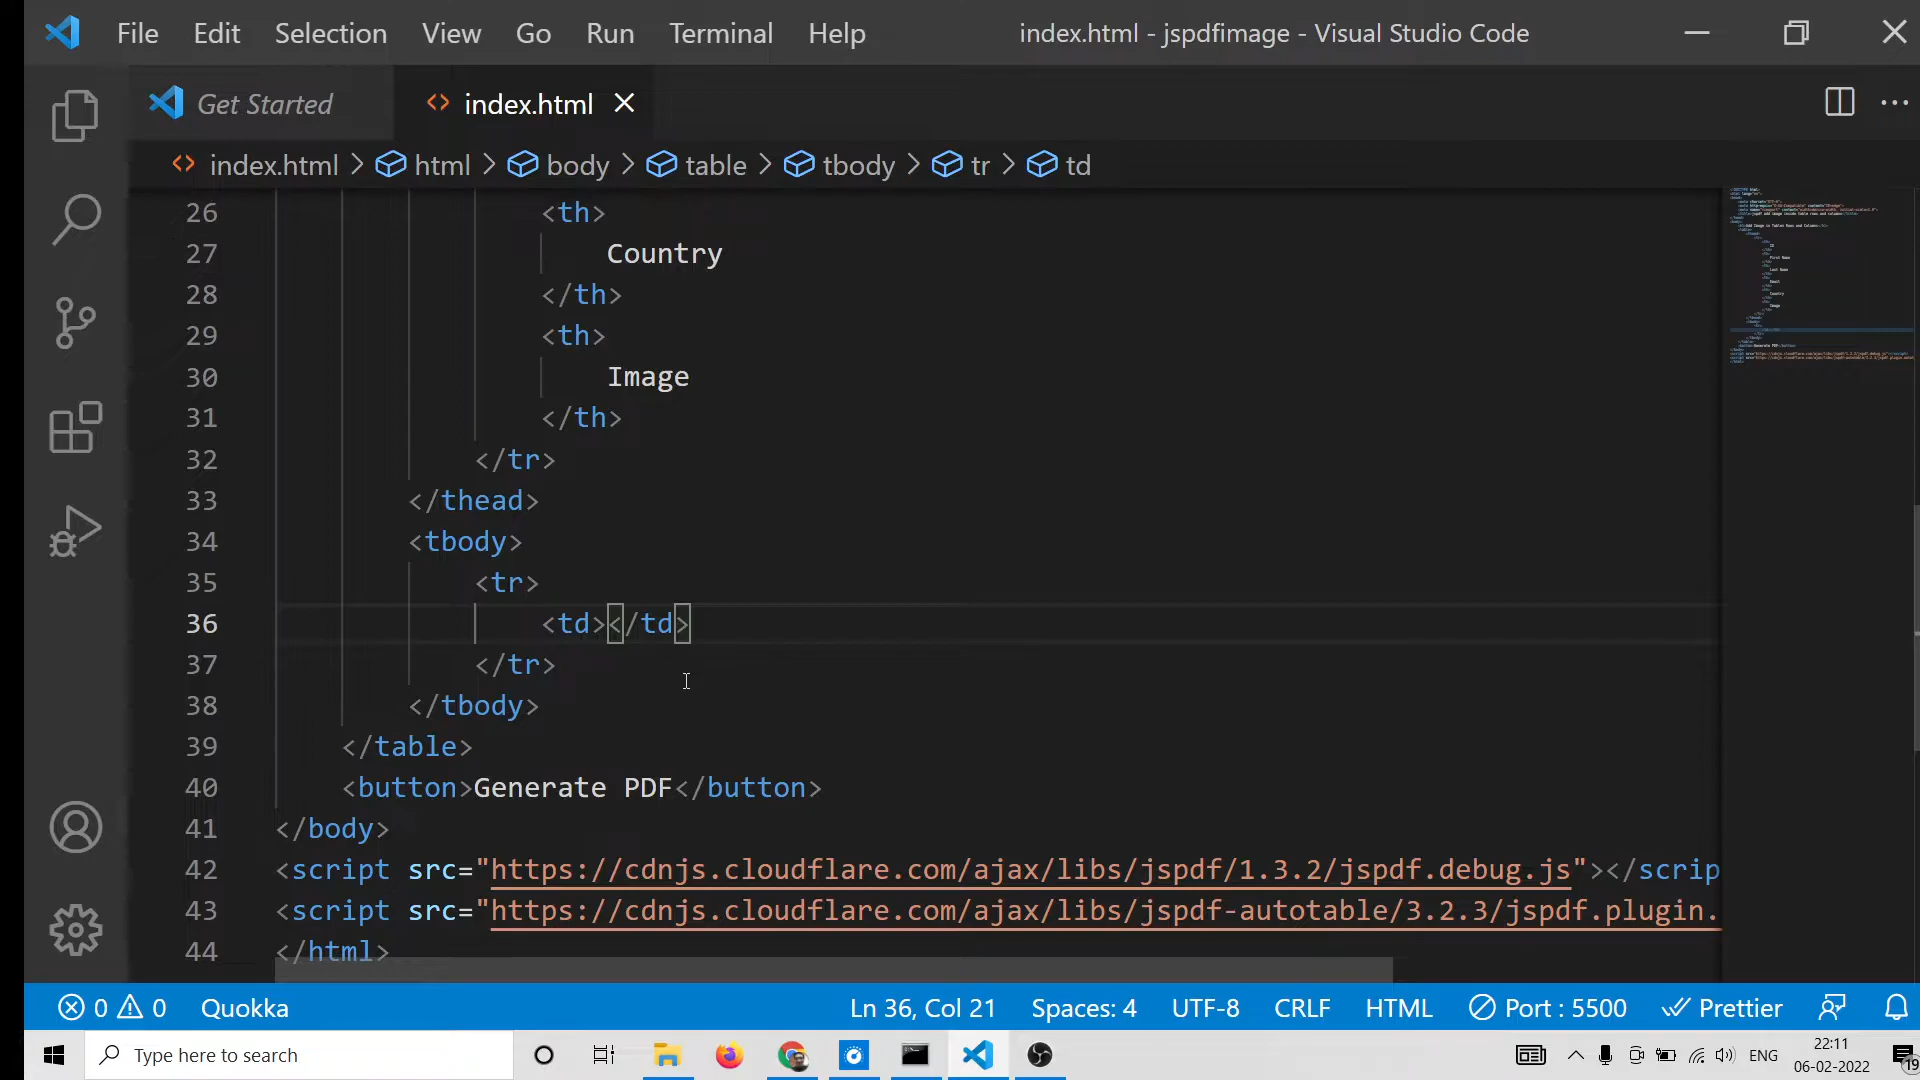 File Edit Selection View Go Run Terminal Help index.html - jspdfimage - Visual Studio Code
Get Started index.html
index.html > html > body > table > tbody > tr > td
26 <th>
27 Country
28 </th>
29 <th>
30 Image
31 </th>
32 </tr>
33 </thead>
34 <tbody>
35 <tr>
36 <td></td>
37 </tr>
38 </tbody>
39 </table>
40 <button>Generate PDF</button>
41 </body>
42 <script src="https://cdnjs.cloudflare.com/ajax/libs/jspdf/1.3.2/jspdf.debug.js"></scrip
43 <script src="https://cdnjs.cloudflare.com/ajax/libs/jspdf-autotable/3.2.3/jspdf.plugin.
44 </html>
0 0 Quokka Ln 36, Col 21 Spaces: 4 UTF-8 CRLF HTML Port : 5500 Prettier
Type here to search ENG 22:11
06-02-2022 19